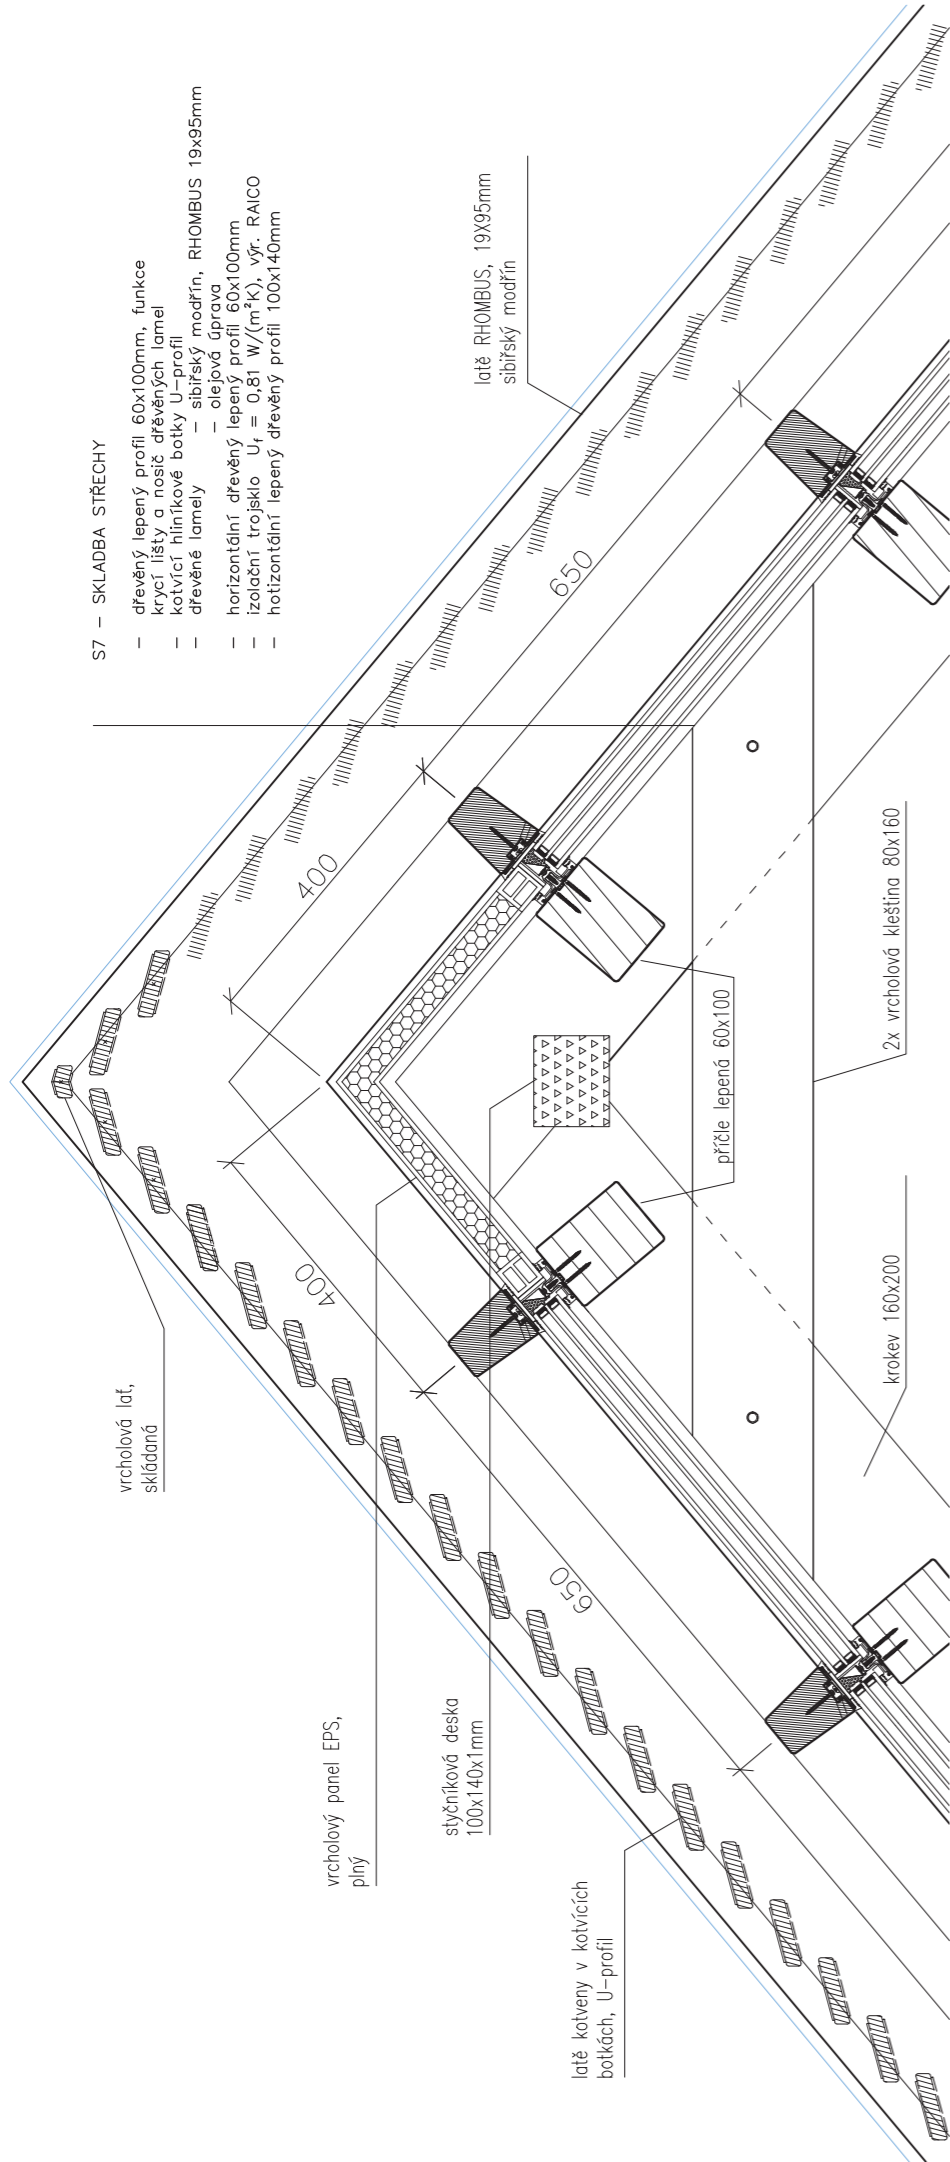 S7 – SKLADBA STŘECHY
– dřevěný lepený profil 60x100mm, funkce
krycí lišty a nosič dřěvěných lamel
– kotvící hliníkové botky U–profil
– dřevěné lamely – sibiřský modřín, RHOMBUS 19x95mm
– olejová úprava
– horizontální dřevěný lepený profil 60x100mm
– izolační trojsklo Uf = 0,81 W/(m²K), výr. RAICO
– hotizontální lepený dřevěný profil 100x140mm
vrcholová lať,
skládaná
vrcholový panel EPS,
plný
styčníková deska
100x140x1mm
latě kotveny v kotvících
botkách, U–profil
latě RHOMBUS, 19X95mm
sibiřský modřín
650
400
400
650
příčle lepená 60x100
2x vrcholová kleština 80x160
krokev 160x200